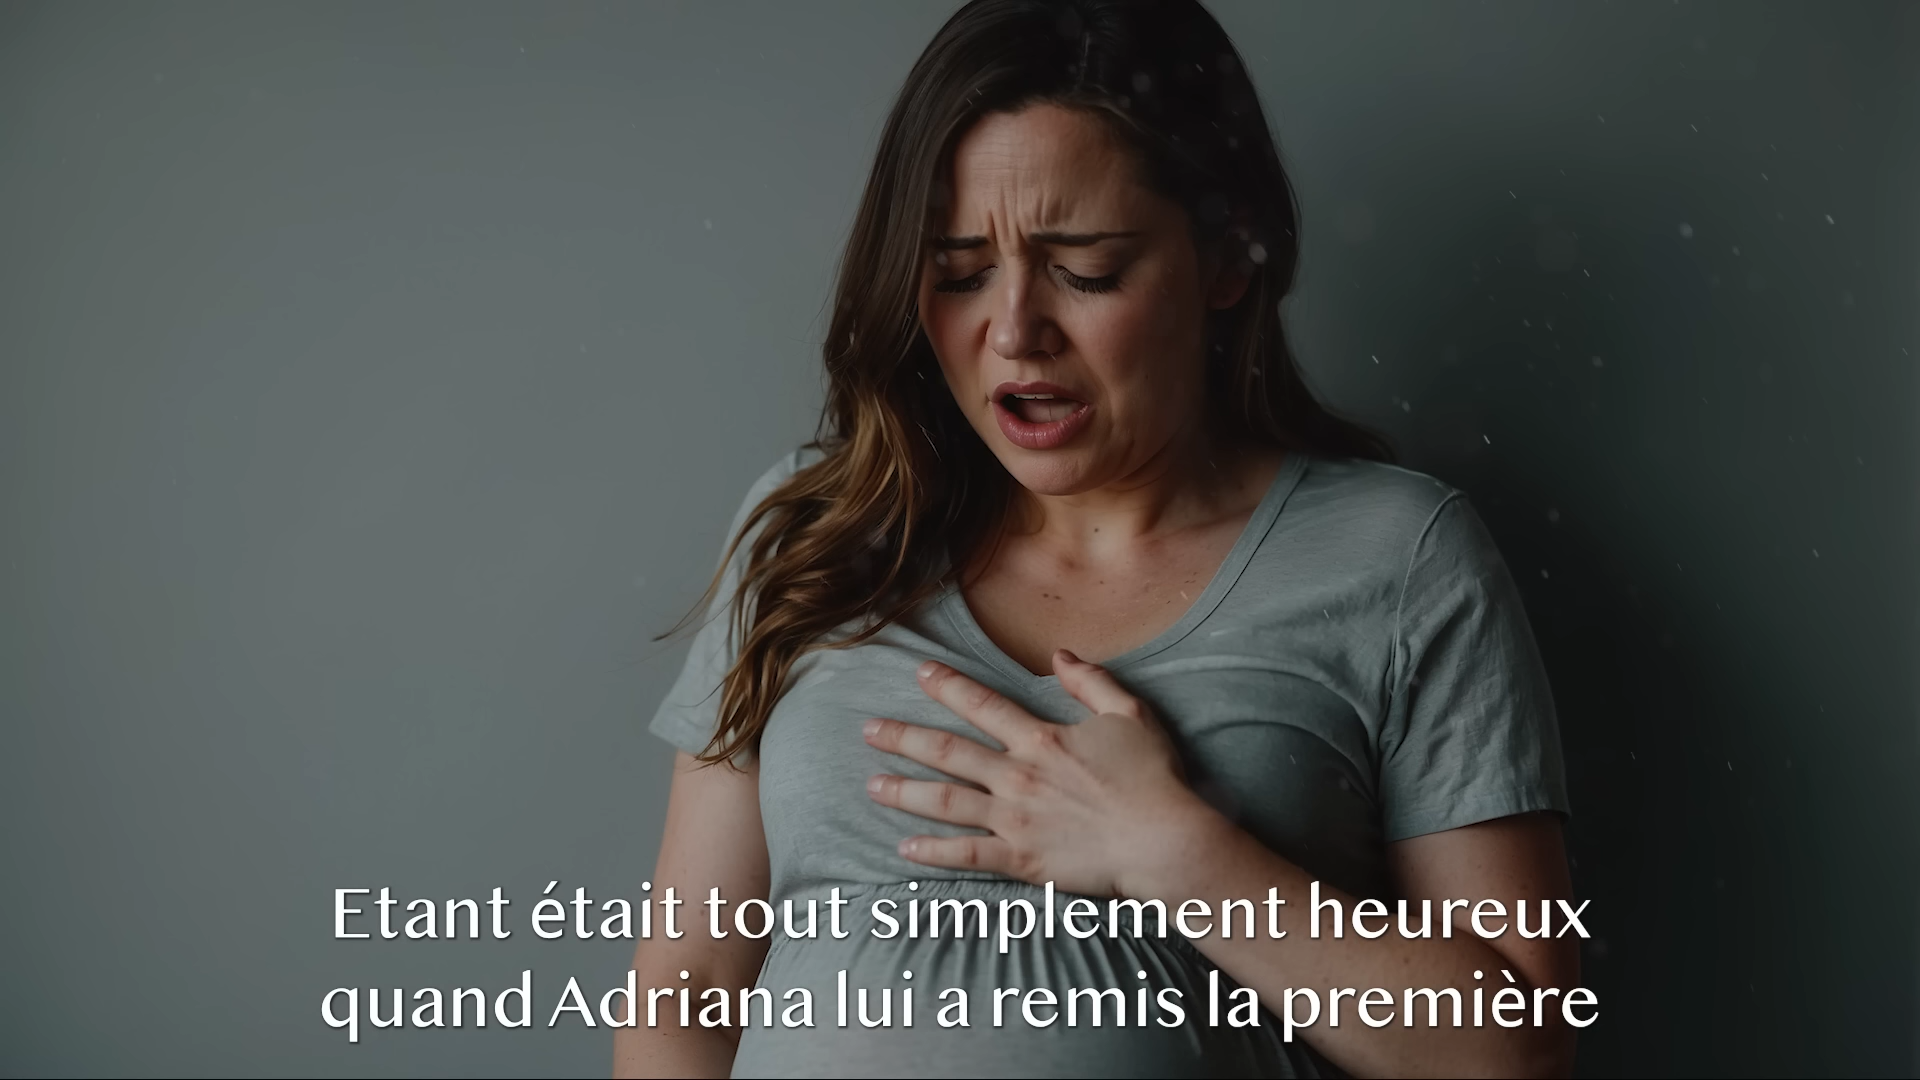 Etant était tout simplement heureux
quand Adriana lui a remis la première